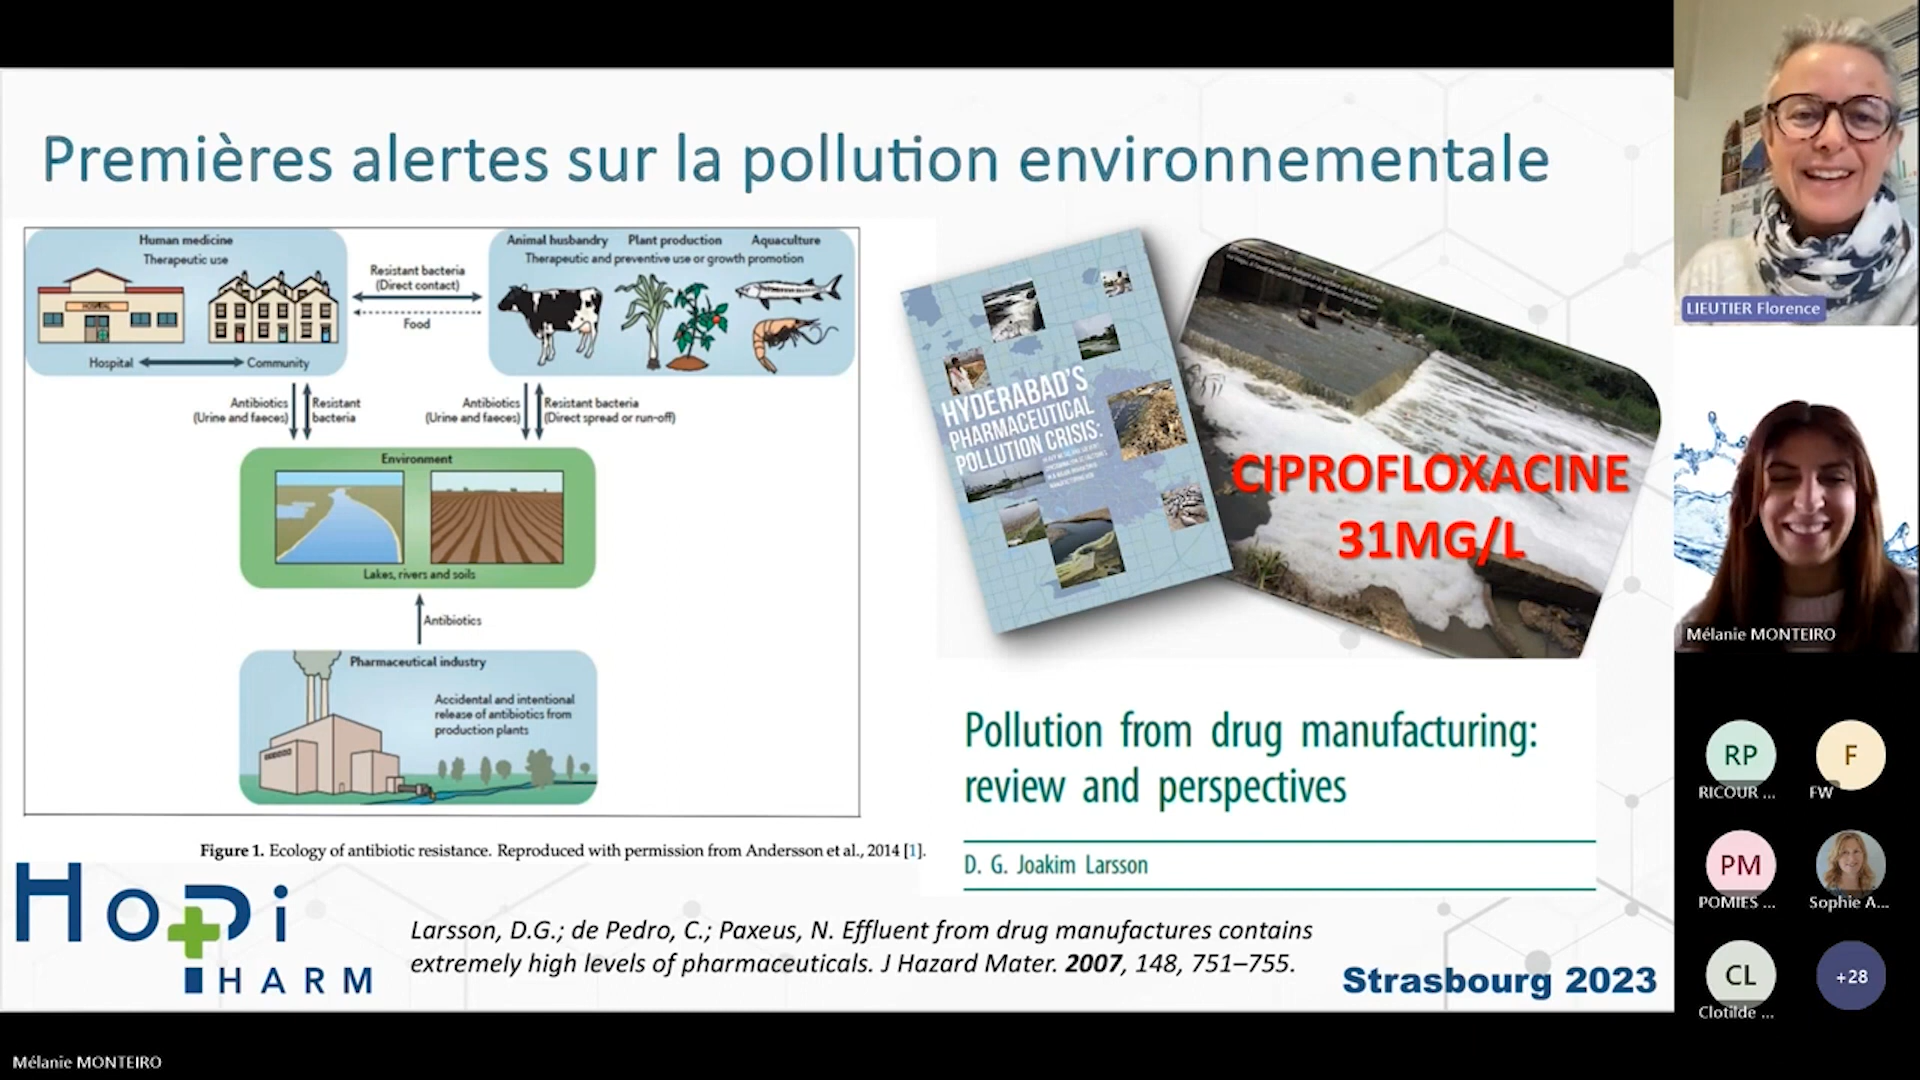 Premières alertes sur la pollution environnementale
Human medicine
Therapeutic use
HOSPITAL
Hospital
Community
Resistant bacteria
(Direct contact)
Food
Animal husbandry Plant production Aquaculture
Therapeutic and preventive use or growth promotion
Antibiotics
(Urine and faeces)
Resistant
bacteria
Antibiotics
(Urine and faeces)
Resistant bacteria
(Direct spread or run-off)
Environment
Lakes, rivers and soils
Antibiotics
Pharmaceutical industry
Accidental and intentional
release of antibiotics from
production plants
Figure 1. Ecology of antibiotic resistance. Reproduced with permission from Andersson et al., 2014 [1].
HYDERABAD'S
PHARMACEUTICAL
POLLUTION CRISIS:
CIPROFLOXACINE
31MG/L
Pollution from drug manufacturing:
review and perspectives
D. G. Joakim Larsson
HoPi
PHARM
Larsson, D.G.; de Pedro, C.; Paxeus, N. Effluent from drug manufactures contains
extremely high levels of pharmaceuticals. J Hazard Mater. 2007, 148, 751–755.
Strasbourg 2023
LIEUTIER Florence
Mélanie MONTEIRO
RP
RICOUR ...
F
FW
PM
POMIES ...
Sophie A...
CL
Clotilde ...
+28
Mélanie MONTEIRO